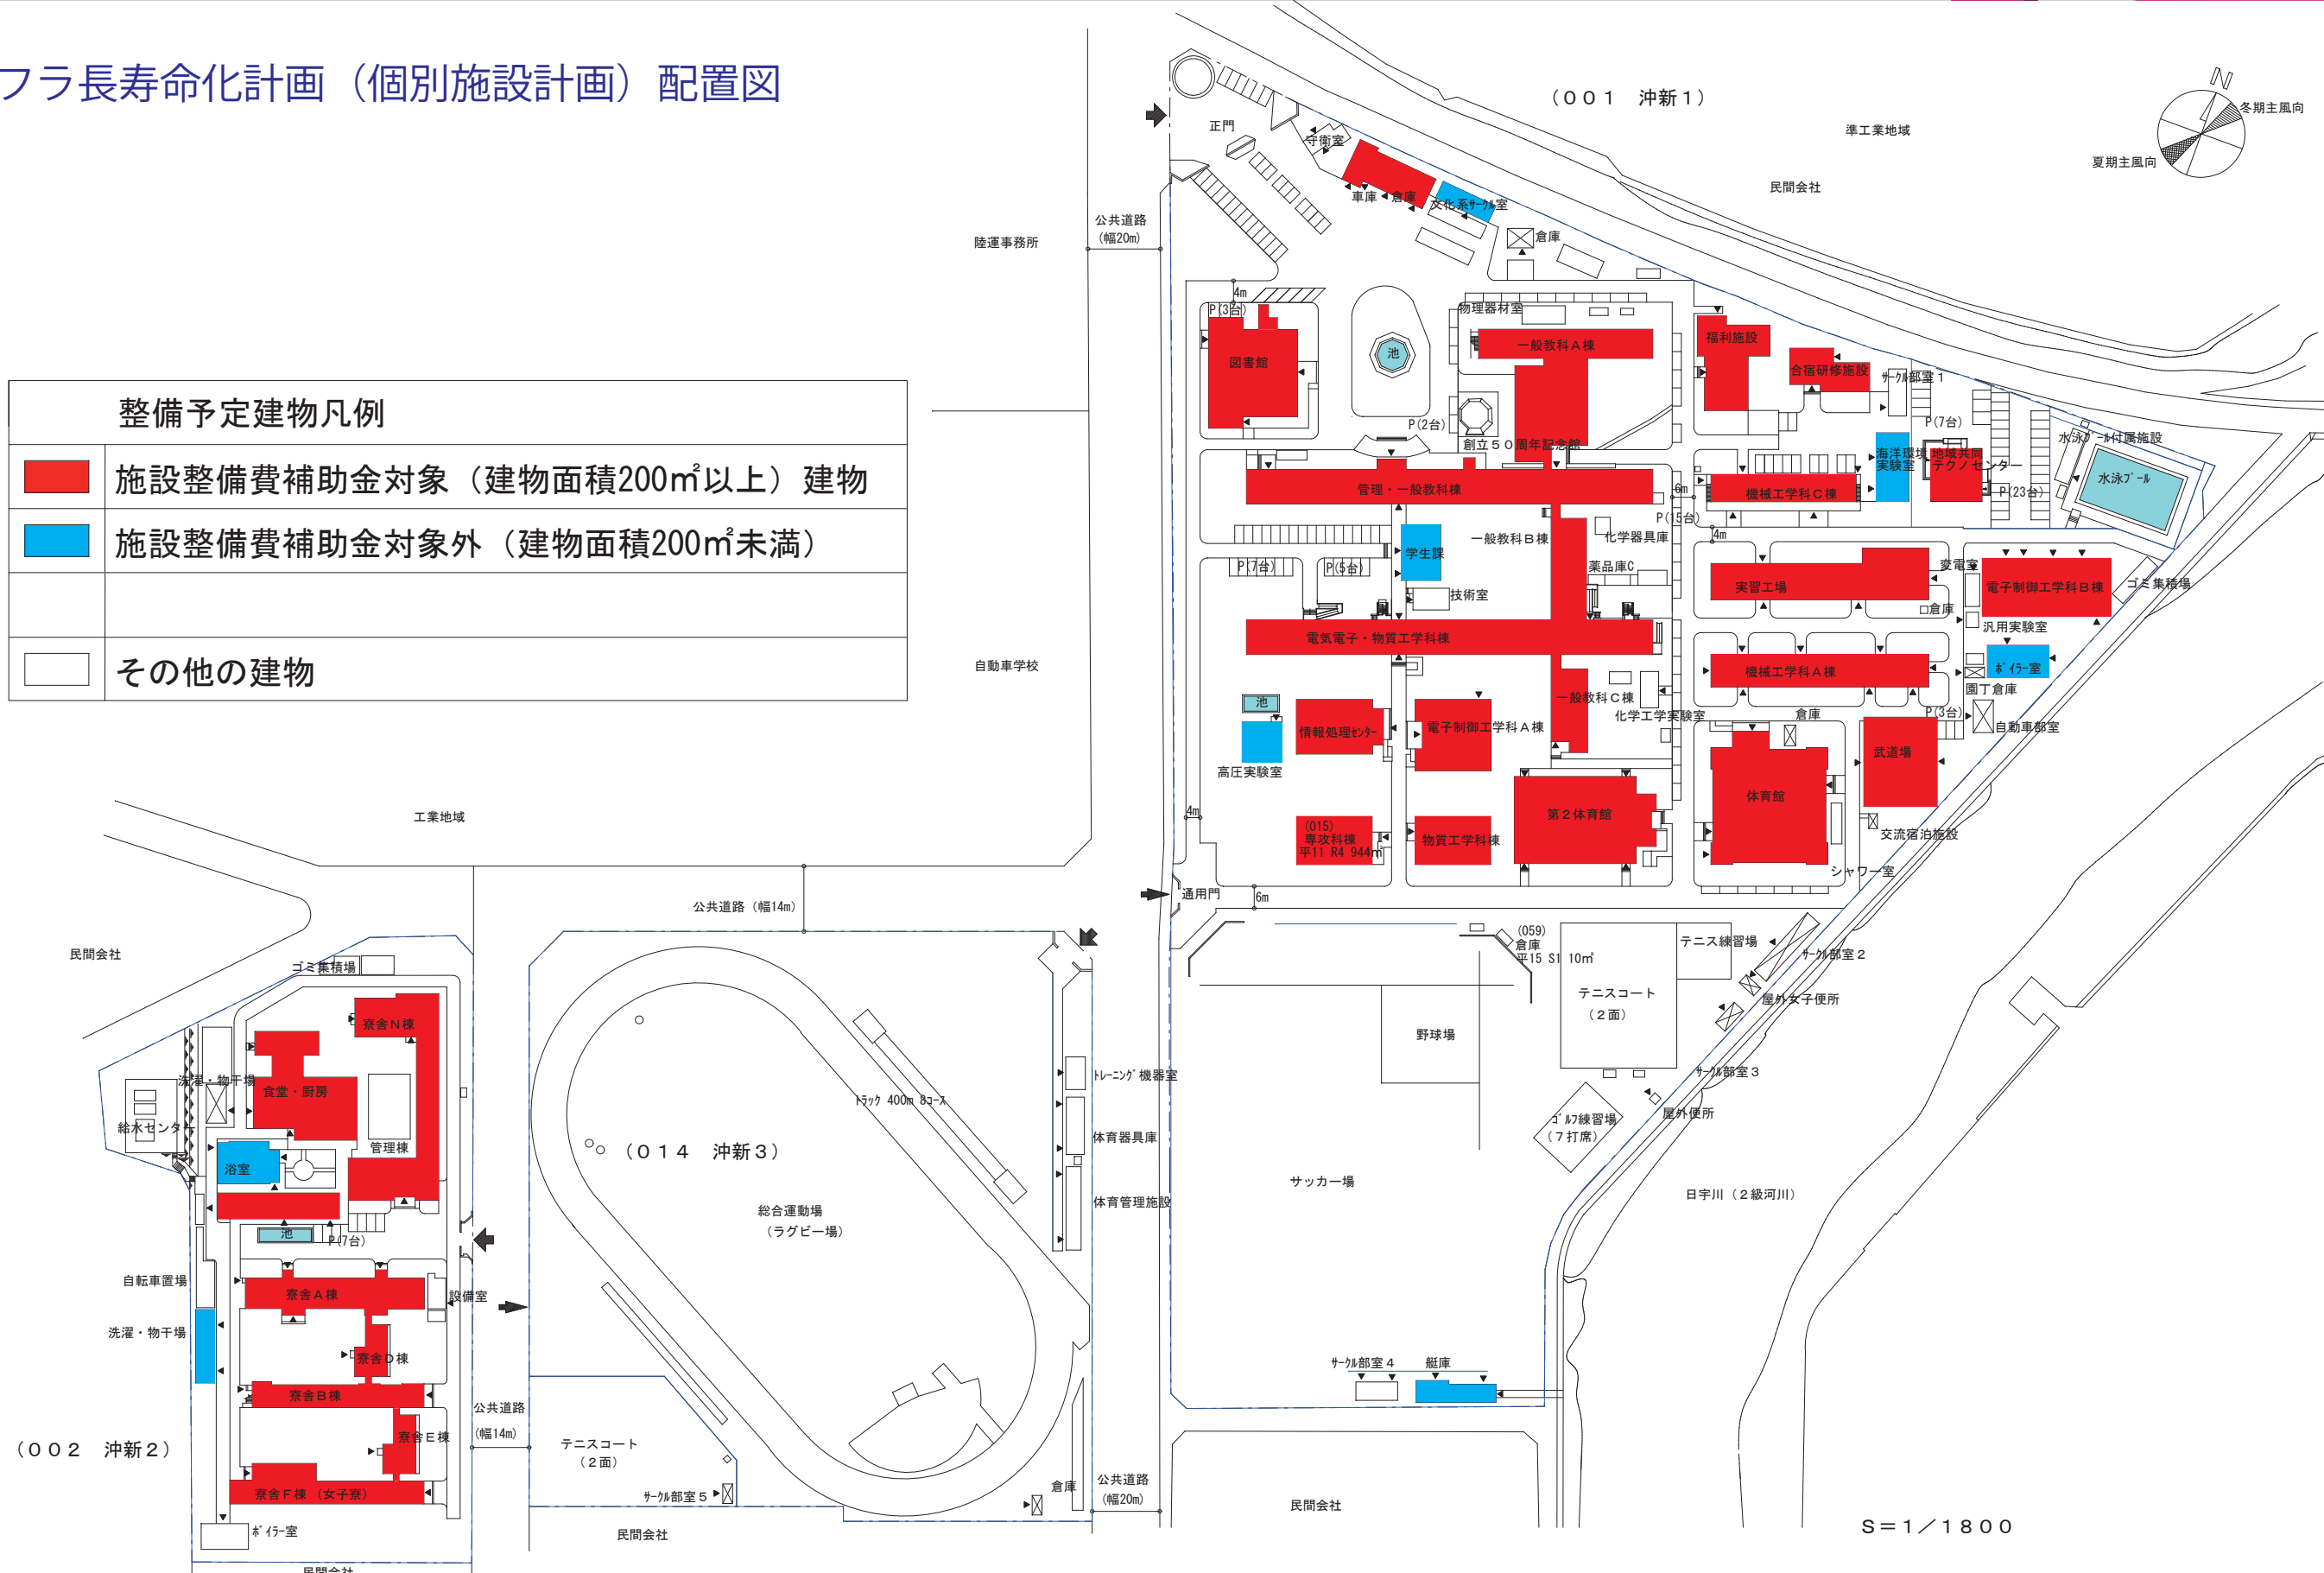 フラ長寿命化計画（個別施設計画）配置図
整備予定建物凡例
施設整備費補助金対象（建物面積200㎡以上）建物
施設整備費補助金対象外（建物面積200㎡未満）
その他の建物
（００１　沖新１）
準工業地域
民間会社
N
冬期主風向
夏期主風向
正門
守衛室
車庫
倉庫
文化系ｻｰｸﾙ室
倉庫
陸運事務所
公共道路
(幅20m)
4m
P(3台)
図書館
池
物理器材室
一般教科Ａ棟
P(2台)
創立５０周年記念館
福利施設
合宿研修施設
ｻｰｸﾙ部室１
P(7台)
海洋環境
実験室
地域共同
テクノセンター
P(23台)
水泳ﾌﾟｰﾙ付属施設
水泳ﾌﾟｰﾙ
管理・一般教科棟
6m
機械工学科Ｃ棟
P(15台)
4m
学生課
一般教科Ｂ棟
化学器具庫
P(7台)
P(5台)
薬品庫C
技術室
実習工場
変電室
電子制御工学科Ｂ棟
ゴミ集積場
倉庫
汎用実験室
電気電子・物質工学科棟
機械工学科Ａ棟
ﾎﾞｲﾗｰ室
園丁倉庫
自動車学校
池
情報処理ｾﾝﾀｰ
電子制御工学科Ａ棟
一般教科Ｃ棟
化学工学実験室
倉庫
P(3台)
自動車部室
高圧実験室
武道場
体育館
第２体育館
4m
(015)
専攻科棟
平11 R4 944㎡
物質工学科棟
交流宿泊施設
シャワー室
工業地域
公共道路（幅14m）
通用門
6m
(059)
倉庫
平15 S1 10㎡
テニス練習場
ｻｰｸﾙ部室２
テニスコート
（２面）
屋外女子便所
野球場
ｻｰｸﾙ部室３
屋外便所
ｺﾞﾙﾌ練習場
（７打席）
サッカー場
日宇川（２級河川）
民間会社
ゴミ集積場
寮舎Ｎ棟
洗濯・物干場
食堂・厨房
給水センター
管理棟
浴室
池
P(7台)
自転車置場
寮舎Ａ棟
設備室
洗濯・物干場
寮舎Ｄ棟
寮舎Ｂ棟
寮舎Ｅ棟
（００２　沖新２）
寮舎Ｆ棟（女子寮）
ﾎﾞｲﾗｰ室
民間会社
公共道路
(幅14m)
（０１４　沖新３）
ﾄﾗｯｸ 400m 8ｺｰｽ
総合運動場
（ラグビー場）
ﾄﾚｰﾆﾝｸﾞ機器室
体育器具庫
体育管理施設
テニスコート
（２面）
ｻｰｸﾙ部室５
倉庫
民間会社
公共道路
(幅20m)
ｻｰｸﾙ部室４
艇庫
民間会社
Ｓ＝１／１８００